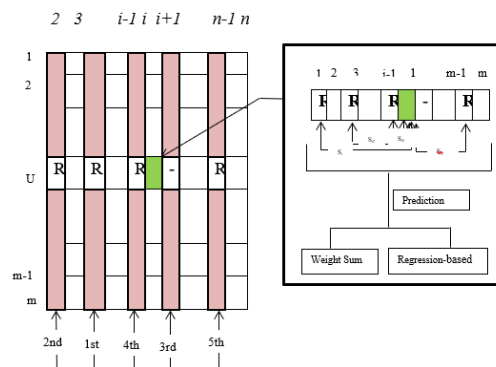 2 3 i-1 i i+1 n-1 n
1
2
U
R R R - R
m-1
m
2nd 1st 4th 3rd 5th
1 2 3 i-1 1 m-1 m
R R R - R
Prediction
Weight Sum Regression-based